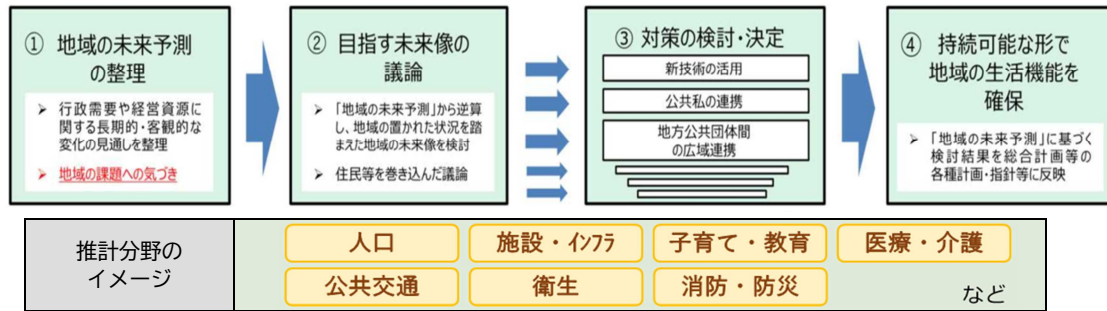 ① 地域の未来予測
の整理
➤ 行政需要や経営資源に
関する長期的・客観的な
変化の見通しを整理
➤ 地域の課題への気づき
② 目指す未来像の
議論
➤ 「地域の未来予測」から逆算
し、地域の置かれた状況を踏
まえた地域の未来像を検討
➤ 住民等を巻き込んだ議論
③ 対策の検討・決定
新技術の活用
公共私の連携
地方公共団体間
の広域連携
④ 持続可能な形で
地域の生活機能を
確保
➤ 「地域の未来予測」に基づく
検討結果を総合計画等の
各種計画・指針等に反映
推計分野の
イメージ
人口
施設・インフラ
子育て・教育
医療・介護
公共交通
衛生
消防・防災
など